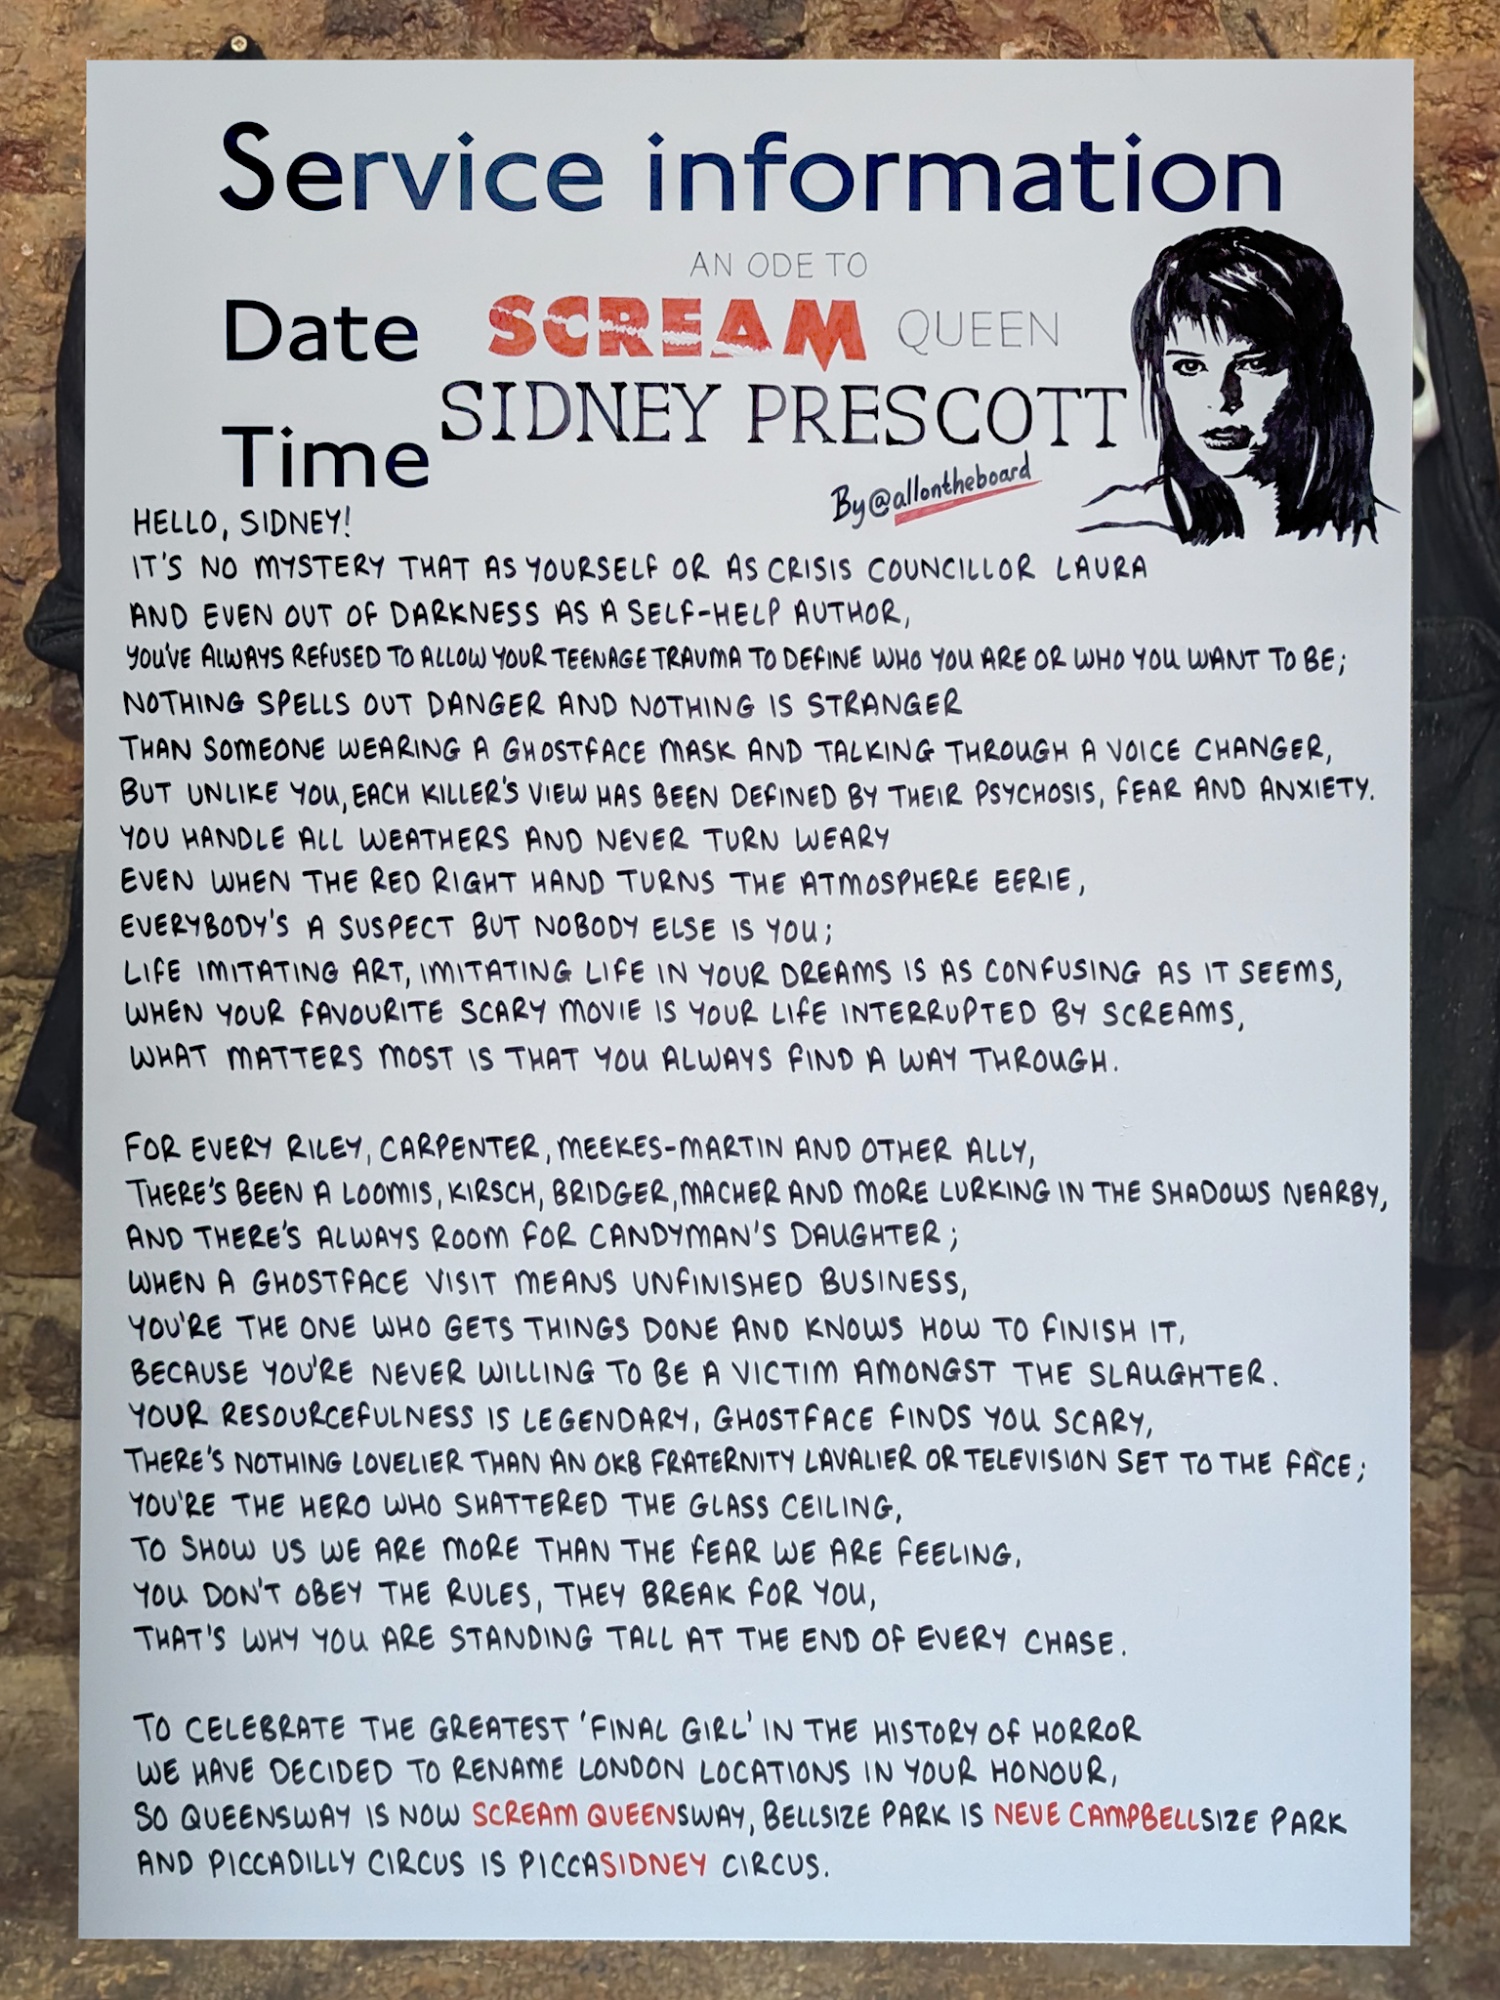 Service information
AN ODE TO
Date SCREAM QUEEN
SIDNEY PRESCOTT
Time
By @allontheboard
HELLO, SIDNEY!
IT'S NO MYSTERY THAT AS YOURSELF OR AS CRISIS COUNCILLOR LAURA
AND EVEN OUT OF DARKNESS AS A SELF-HELP AUTHOR,
YOU'VE ALWAYS REFUSED TO ALLOW YOUR TEENAGE TRAUMA TO DEFINE WHO YOU ARE OR WHO YOU WANT TO BE;
NOTHING SPELLS OUT DANGER AND NOTHING IS STRANGER
THAN SOMEONE WEARING A GHOSTFACE MASK AND TALKING THROUGH A VOICE CHANGER,
BUT UNLIKE YOU, EACH KILLER'S VIEW HAS BEEN DEFINED BY THEIR PSYCHOSIS, FEAR AND ANXIETY.
YOU HANDLE ALL WEATHERS AND NEVER TURN WEARY
EVEN WHEN THE RED RIGHT HAND TURNS THE ATMOSPHERE EERIE,
EVERYBODY'S A SUSPECT BUT NOBODY ELSE IS YOU;
LIFE IMITATING ART, IMITATING LIFE IN YOUR DREAMS IS AS CONFUSING AS IT SEEMS,
WHEN YOUR FAVOURITE SCARY MOVIE IS YOUR LIFE INTERRUPTED BY SCREAMS,
WHAT MATTERS MOST IS THAT YOU ALWAYS FIND A WAY THROUGH.
FOR EVERY RILEY, CARPENTER, MEEKES-MARTIN AND OTHER ALLY,
THERE'S BEEN A LOOMIS, KIRSCH, BRIDGER, MACHER AND MORE LURKING IN THE SHADOWS NEARBY,
AND THERE'S ALWAYS ROOM FOR CANDYMAN'S DAUGHTER;
WHEN A GHOSTFACE VISIT MEANS UNFINISHED BUSINESS,
YOU'RE THE ONE WHO GETS THINGS DONE AND KNOWS HOW TO FINISH IT,
BECAUSE YOU'RE NEVER WILLING TO BE A VICTIM AMONGST THE SLAUGHTER.
YOUR RESOURCEFULNESS IS LEGENDARY, GHOSTFACE FINDS YOU SCARY,
THERE'S NOTHING LOVELIER THAN AN OKB FRATERNITY LAVALIER OR TELEVISION SET TO THE FACE;
YOU'RE THE HERO WHO SHATTERED THE GLASS CEILING,
TO SHOW US WE ARE MORE THAN THE FEAR WE ARE FEELING,
YOU DON'T OBEY THE RULES, THEY BREAK FOR YOU,
THAT'S WHY YOU ARE STANDING TALL AT THE END OF EVERY CHASE.
TO CELEBRATE THE GREATEST 'FINAL GIRL' IN THE HISTORY OF HORROR
WE HAVE DECIDED TO RENAME LONDON LOCATIONS IN YOUR HONOUR,
SO QUEENSWAY IS NOW SCREAM QUEENSWAY, BELLSIZE PARK IS NEVE CAMPBELLSIZE PARK
AND PICCADILLY CIRCUS IS PICCASIDNEY CIRCUS.